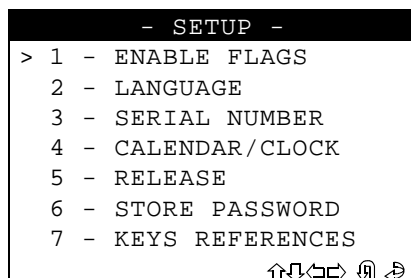 - SETUP -
> 1 - ENABLE FLAGS
2 - LANGUAGE
3 - SERIAL NUMBER
4 - CALENDAR/CLOCK
5 - RELEASE
6 - STORE PASSWORD
7 - KEYS REFERENCES